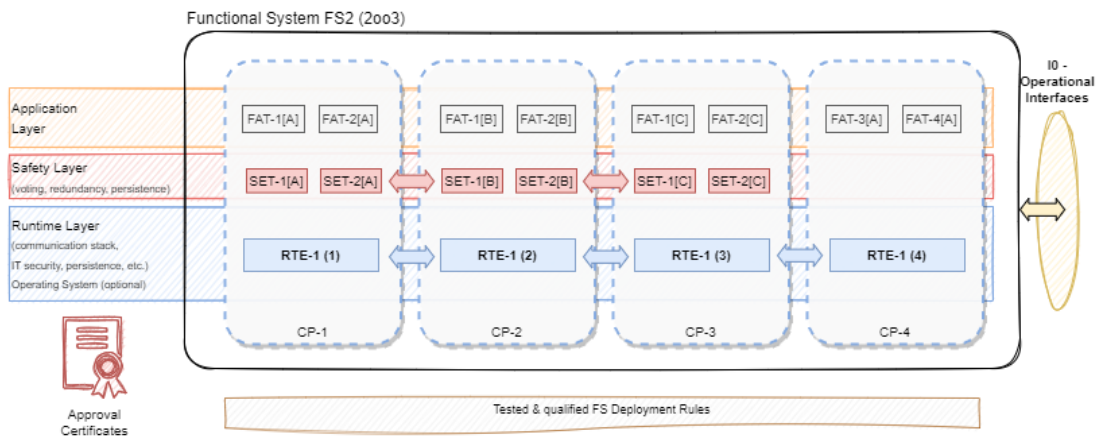 Functional System FS2 (2oo3)
I0 -
Operational
Interfaces
Application
Layer
FAT-1[A] FAT-2[A] FAT-1[B] FAT-2[B] FAT-1[C] FAT-2[C] FAT-3[A] FAT-4[A]
Safety Layer
(voting, redundancy, persistence)
SET-1[A] SET-2[A] SET-1[B] SET-2[B] SET-1[C] SET-2[C]
Runtime Layer
(communication stack,
IT security, persistence, etc.)
Operating System (optional)
RTE-1 (1) RTE-1 (2) RTE-1 (3) RTE-1 (4)
CP-1 CP-2 CP-3 CP-4
Approval
Certificates
Tested & qualified FS Deployment Rules